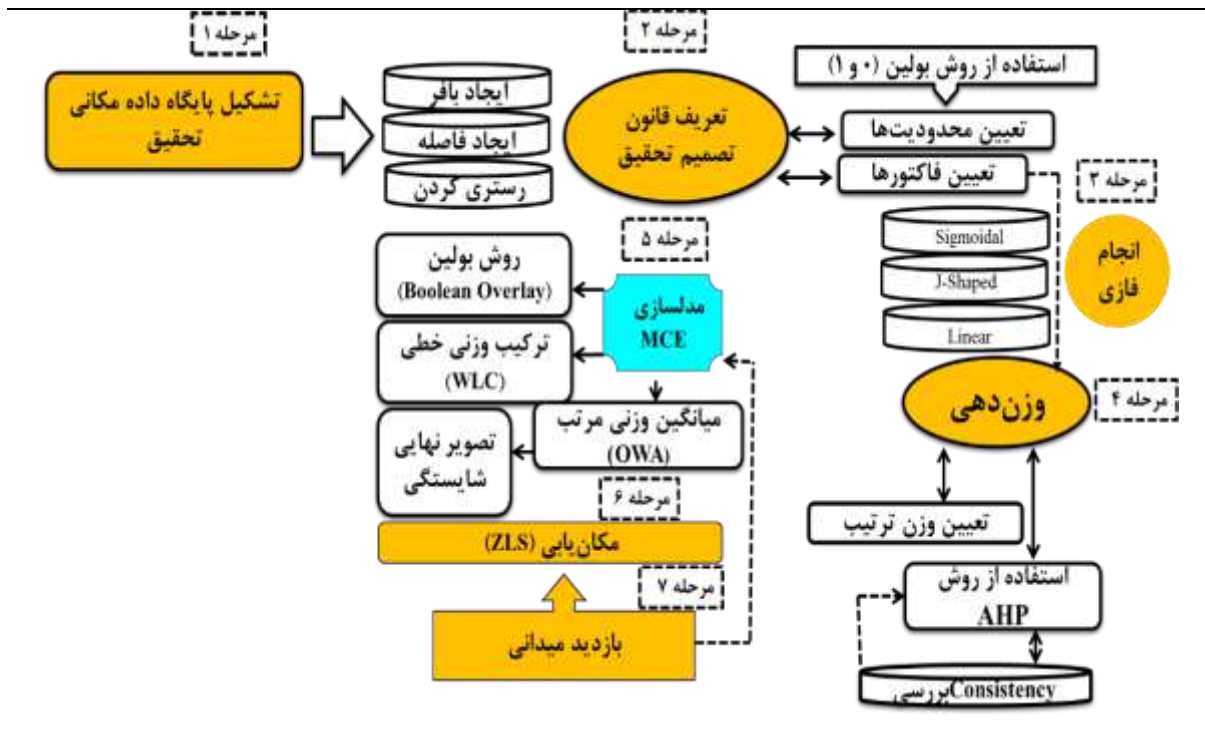 مرحله ۱
تشکیل پایگاه داده مکانی
تحقیق
ایجاد بافر
ایجاد فاصله
رستری کردن
مرحله ۲
تعریف قانون
تصمیم تحقیق
استفاده از روش بولین (۰ و ۱)
تعیین محدودیت‌ها
تعیین فاکتورها
مرحله ۳
انجام
فازی
Sigmoidal
J-Shaped
Linear
مرحله ۴
وزن‌دهی
تعیین وزن ترتیب
استفاده از روش
AHP
بررسیConsistency
مرحله ۵
مدلسازی
MCE
روش بولین
(Boolean Overlay)
ترکیب وزنی خطی
(WLC)
میانگین وزنی مرتب
(OWA)
تصویر نهایی
شایستگی
مرحله ۶
مکان‌یابی (ZLS)
مرحله ۷
بازدید میدانی